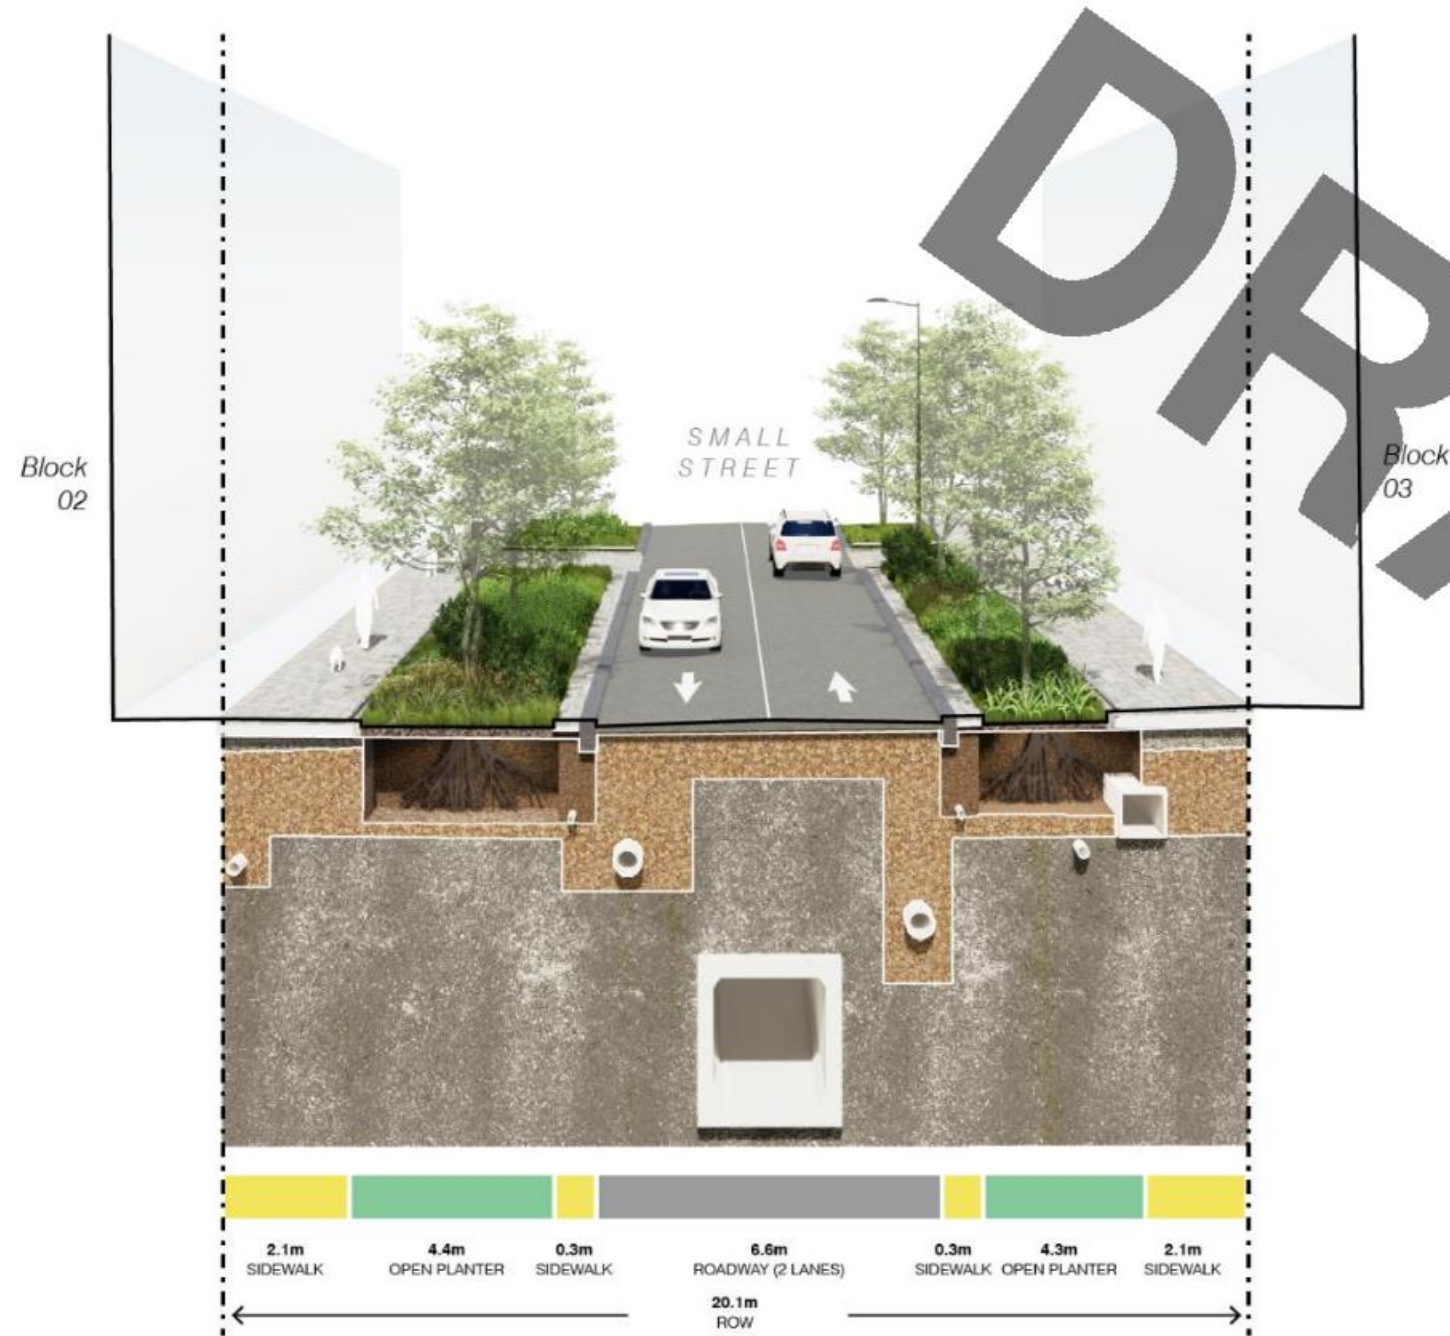 DRA
SMALL
STREET
Block
02
Block
03
2.1m
SIDEWALK
4.4m
OPEN PLANTER
0.3m
SIDEWALK
6.6m
ROADWAY (2 LANES)
0.3m
SIDEWALK
4.3m
OPEN PLANTER
2.1m
SIDEWALK
20.1m
ROW